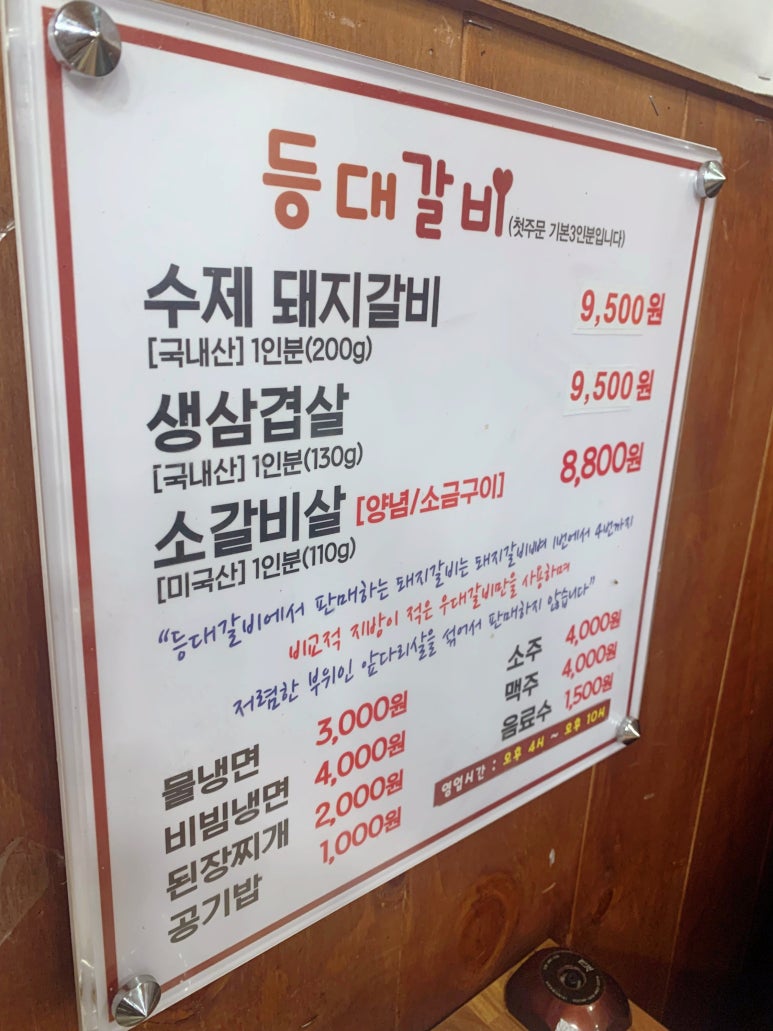 등대갈비 (첫주문 기본3인분입니다)
수제 돼지갈비 9,500원
[국내산] 1인분(200g)
생삼겹살 9,500원
[국내산] 1인분(130g)
소갈비살 [양념/소금구이] 8,800원
[미국산] 1인분(110g)
“등대갈비에서 판매하는 돼지갈비는 돼지갈비뼈 1번에서 4번까지
비교적 지방이 적은 우대갈비만을 사용하며
저렴한 부위인 앞다리살을 섞어서 판매하지 않습니다”
물냉면 3,000원
비빔냉면 4,000원
된장찌개 2,000원
공기밥 1,000원
소주 4,000원
맥주 4,000원
음료수 1,500원
영업시간 : 오후 4시 ~ 오후 10시